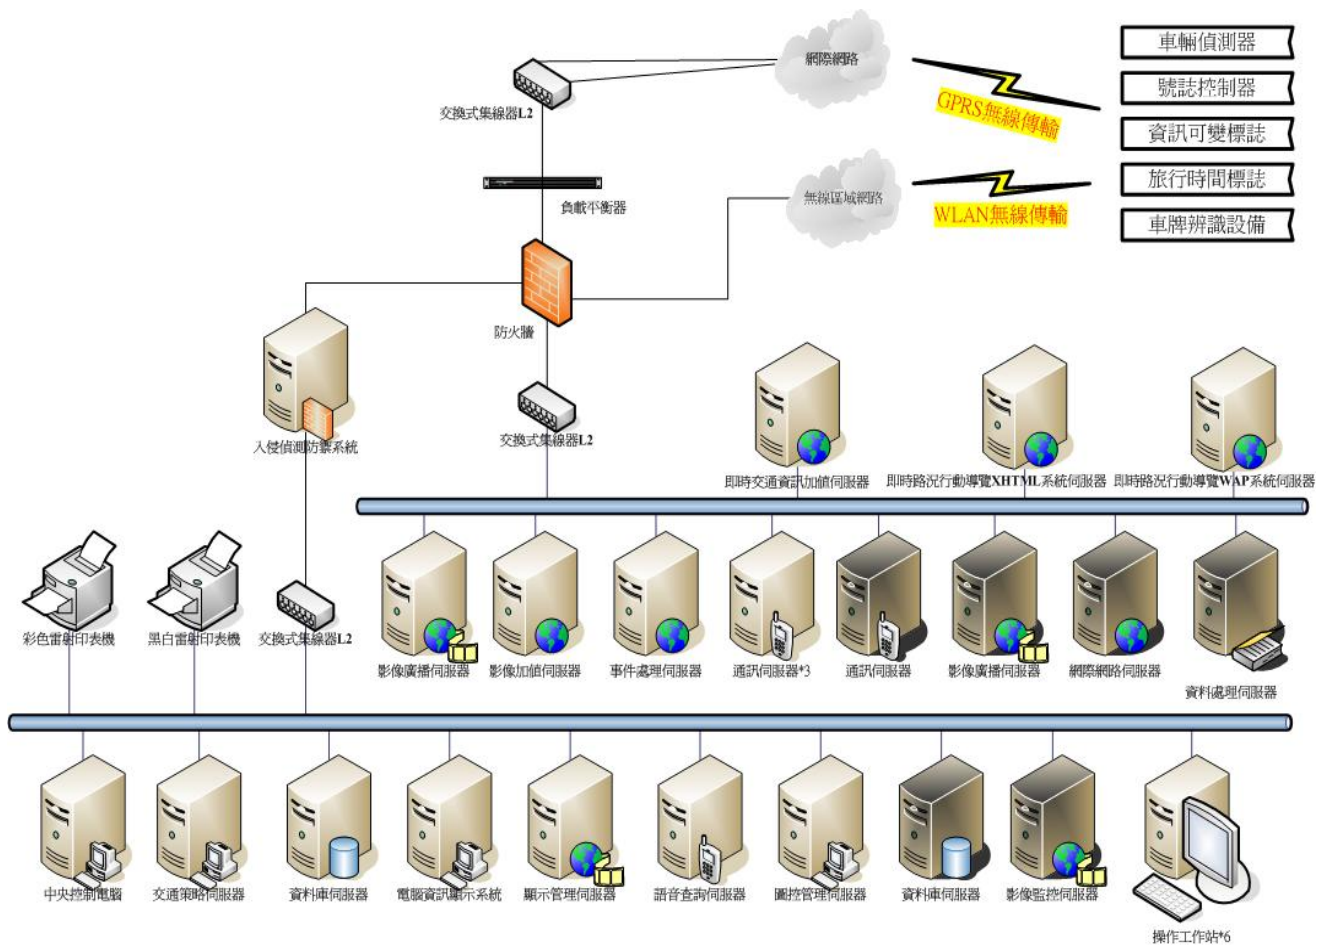 車輛偵測器
網際網路
號誌控制器
交換式集線器L2
GPRS無線傳輸
資訊可變標誌
旅行時間標誌
負載平衡器
無線區域網路
WLAN無線傳輸
車牌辨識設備
防火牆
入侵偵測防禦系統
交換式集線器L2
即時交通資訊加值伺服器
即時路況行動導覽XHTML系統伺服器
即時路況行動導覽WAP系統伺服器
彩色雷射印表機
黑白雷射印表機
交換式集線器L2
影像廣播伺服器
影像加值伺服器
事件處理伺服器
通訊伺服器*3
通訊伺服器
影像廣播伺服器
網際網路伺服器
資料處理伺服器
中央控制電腦
交通策略伺服器
資料庫伺服器
電腦資訊顯示系統
顯示管理伺服器
語音查詢伺服器
圖控管理伺服器
資料庫伺服器
影像監控伺服器
操作工作站*6